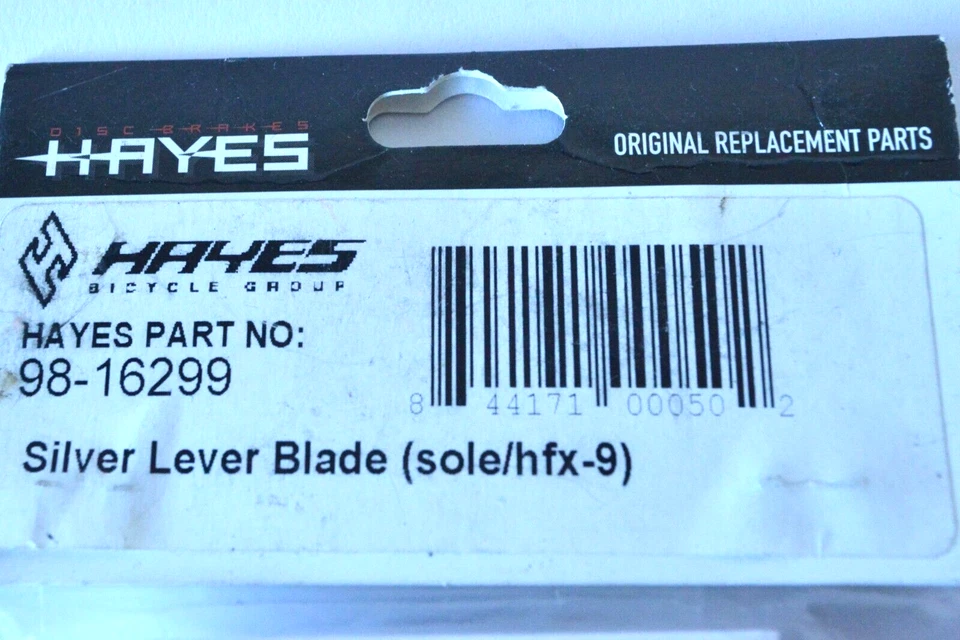 DISC BRAKES
HAYES
ORIGINAL REPLACEMENT PARTS
HAYES
BICYCLE GROUP
HAYES PART NO:
98-16299
8 44171 00050 2
Silver Lever Blade (sole/hfx-9)